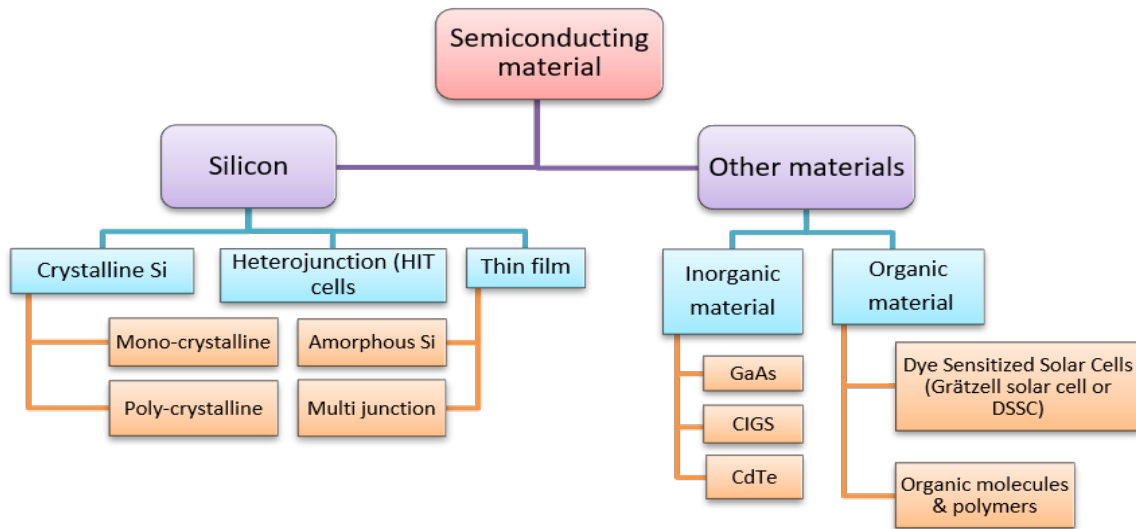 Semiconducting
material
Silicon
Other materials
Crystalline Si
Heterojunction (HIT
cells
Thin film
Inorganic
material
Organic
material
Mono-crystalline
Poly-crystalline
Amorphous Si
Multi junction
GaAs
CIGS
CdTe
Dye Sensitized Solar Cells
(Grätzell solar cell or
DSSC)
Organic molecules
& polymers